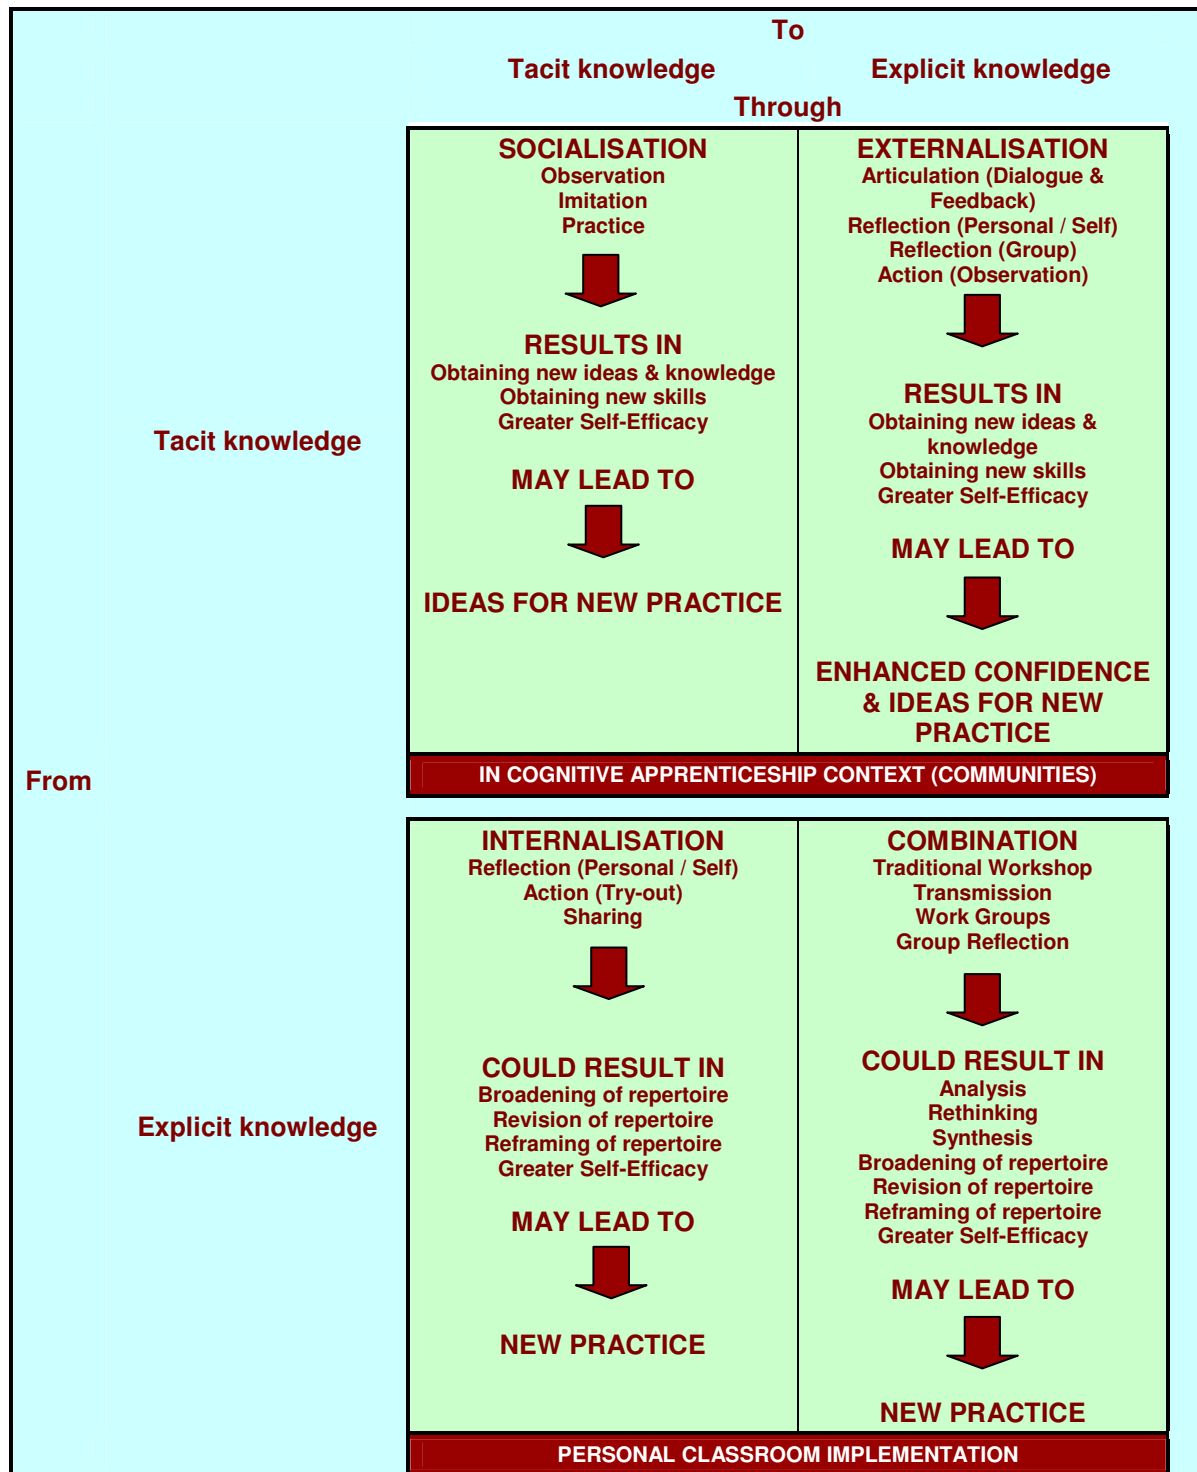 To
Tacit knowledge
Explicit knowledge
Through
From
Tacit knowledge
SOCIALISATION
Observation
Imitation
Practice
RESULTS IN
Obtaining new ideas & knowledge
Obtaining new skills
Greater Self-Efficacy
MAY LEAD TO
IDEAS FOR NEW PRACTICE
EXTERNALISATION
Articulation (Dialogue &
Feedback)
Reflection (Personal / Self)
Reflection (Group)
Action (Observation)
RESULTS IN
Obtaining new ideas &
knowledge
Obtaining new skills
Greater Self-Efficacy
MAY LEAD TO
ENHANCED CONFIDENCE
& IDEAS FOR NEW
PRACTICE
IN COGNITIVE APPRENTICESHIP CONTEXT (COMMUNITIES)
Explicit knowledge
INTERNALISATION
Reflection (Personal / Self)
Action (Try-out)
Sharing
COULD RESULT IN
Broadening of repertoire
Revision of repertoire
Reframing of repertoire
Greater Self-Efficacy
MAY LEAD TO
NEW PRACTICE
COMBINATION
Traditional Workshop
Transmission
Work Groups
Group Reflection
COULD RESULT IN
Analysis
Rethinking
Synthesis
Broadening of repertoire
Revision of repertoire
Reframing of repertoire
Greater Self-Efficacy
MAY LEAD TO
NEW PRACTICE
PERSONAL CLASSROOM IMPLEMENTATION